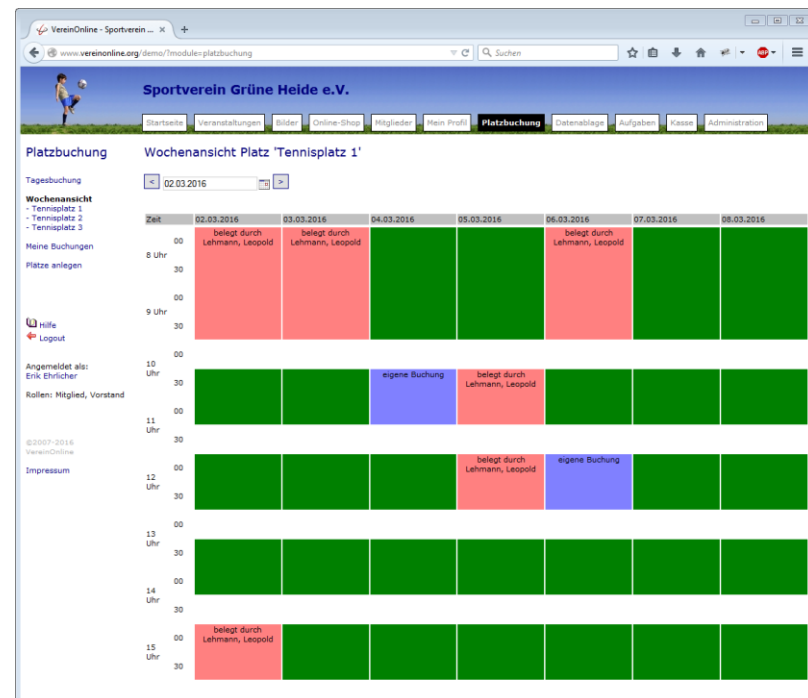 VereinOnline - Sportverein ... × +
www.vereinonline.org/demo/?module=platzbuchung
Suchen
ABP
Sportverein Grüne Heide e.V.
Startseite Veranstaltungen Bilder Online-Shop Mitglieder Mein Profil Platzbuchung Datenablage Aufgaben Kasse Administration
Platzbuchung
Tagesbuchung
Wochenansicht
- Tennisplatz 1
- Tennisplatz 2
- Tennisplatz 3
Meine Buchungen
Plätze anlegen
Hilfe
Logout
Angemeldet als:
Erik Ehrlicher
Rollen: Mitglied, Vorstand
©2007-2016
VereinOnline
Impressum
Wochenansicht Platz 'Tennisplatz 1'
< 02.03.2016 >
Zeit 02.03.2016 03.03.2016 04.03.2016 05.03.2016 06.03.2016 07.03.2016 08.03.2016
belegt durch belegt durch belegt durch
Lehmann, Leopold Lehmann, Leopold Lehmann, Leopold
00
8 Uhr
30
00
9 Uhr
30
00
10
Uhr
eigene Buchung belegt durch
Lehmann, Leopold
30
00
11
Uhr
30
belegt durch eigene Buchung
Lehmann, Leopold
00
12
Uhr
30
00
13
Uhr
30
00
14
Uhr
30
belegt durch
Lehmann, Leopold
00
15
Uhr
30